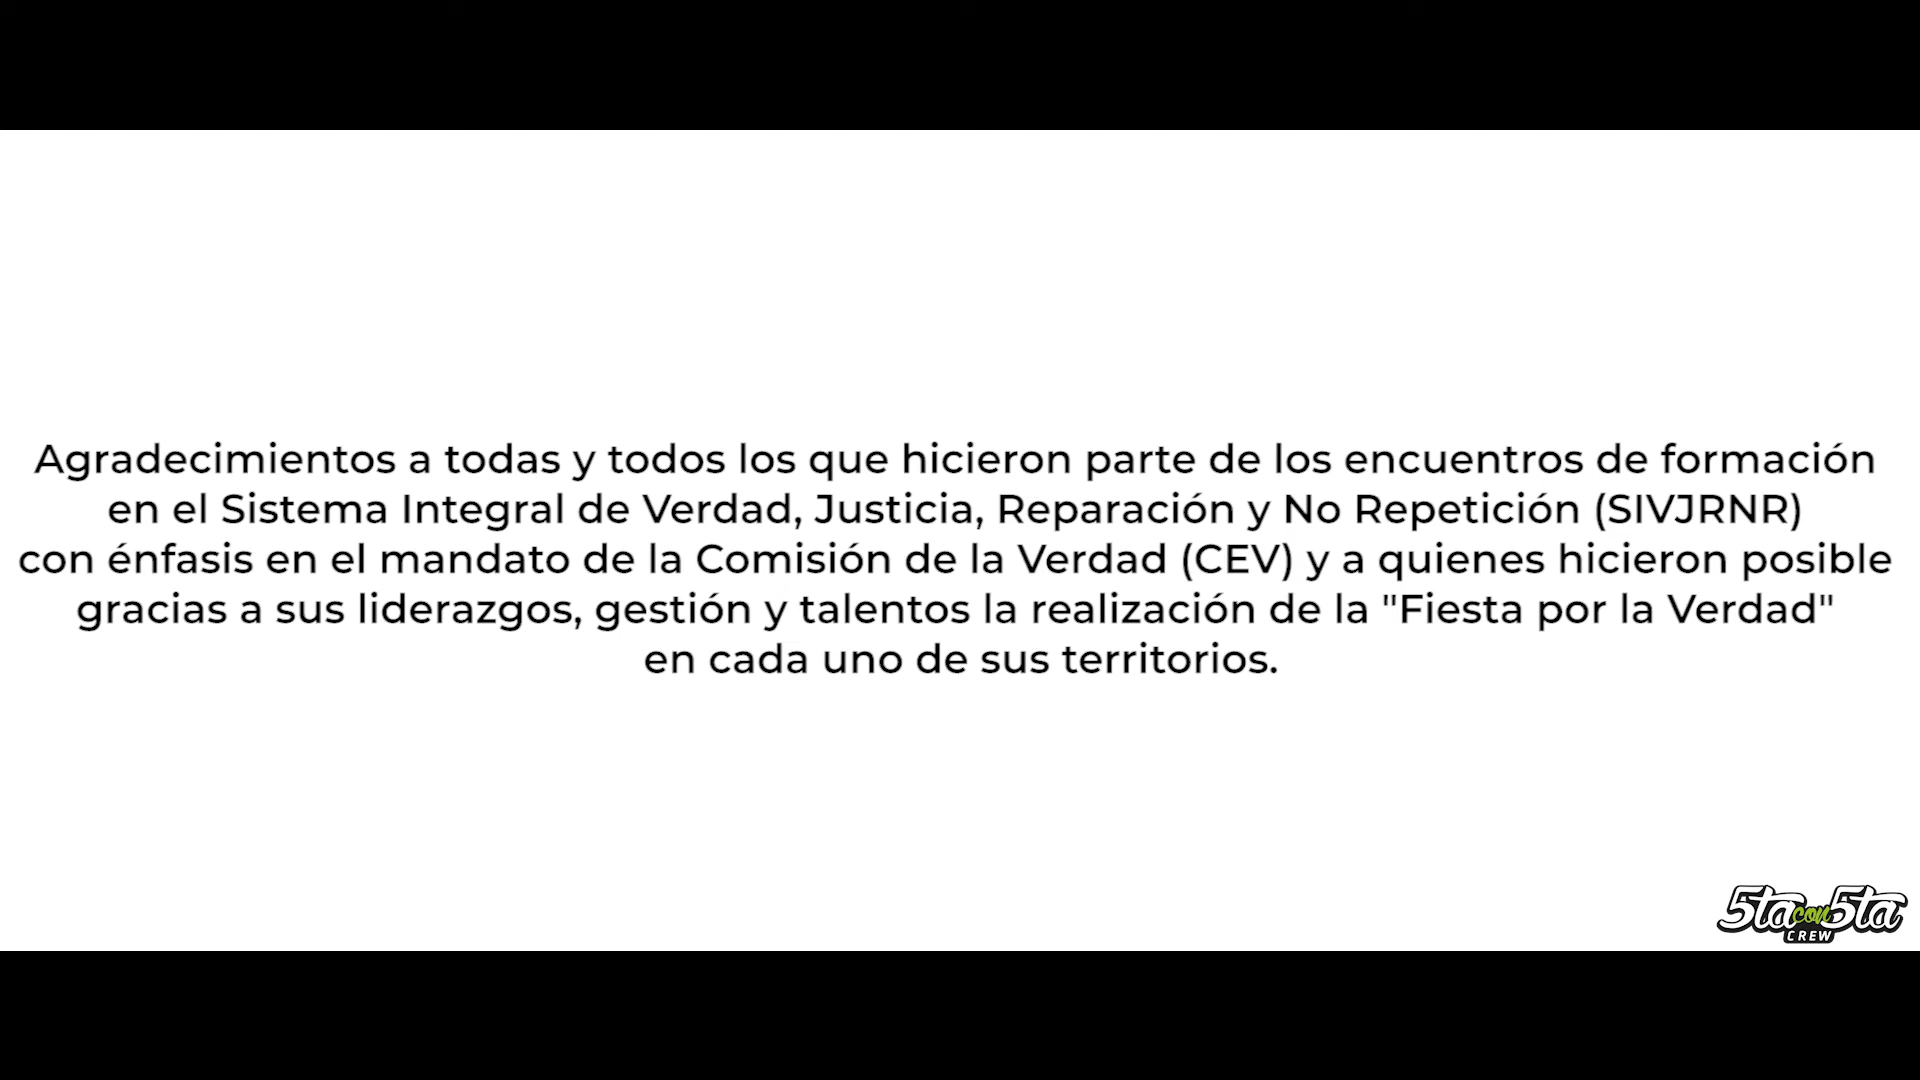 Agradecimientos a todas y todos los que hicieron parte de los encuentros de formación
en el Sistema Integral de Verdad, Justicia, Reparación y No Repetición (SIVJRNR)
con énfasis en el mandato de la Comisión de la Verdad (CEV) y a quienes hicieron posible
gracias a sus liderazgos, gestión y talentos la realización de la "Fiesta por la Verdad"
en cada uno de sus territorios.
5ta con 5ta
CREW